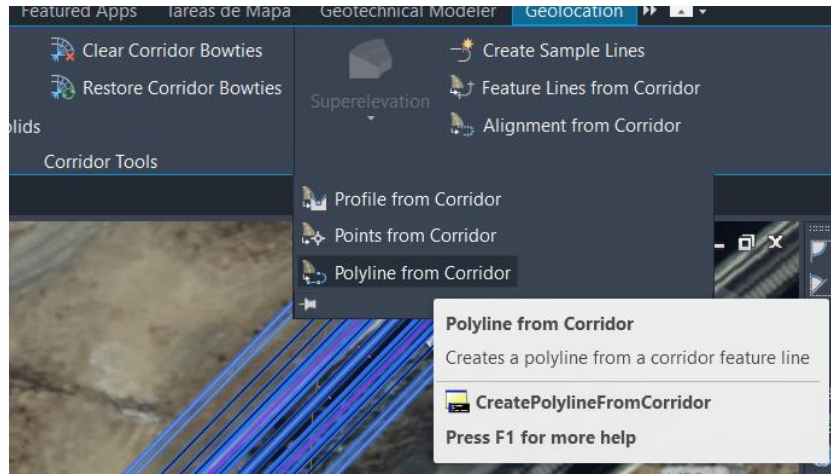 Featured Apps Tareas de Mapa Geotechnical Modeler Geolocation
Clear Corridor Bowties
Restore Corridor Bowties
olids
Corridor Tools
Superelevation
Create Sample Lines
Feature Lines from Corridor
Alignment from Corridor
Profile from Corridor
Points from Corridor
Polyline from Corridor
Polyline from Corridor
Creates a polyline from a corridor feature line
CreatePolylineFromCorridor
Press F1 for more help